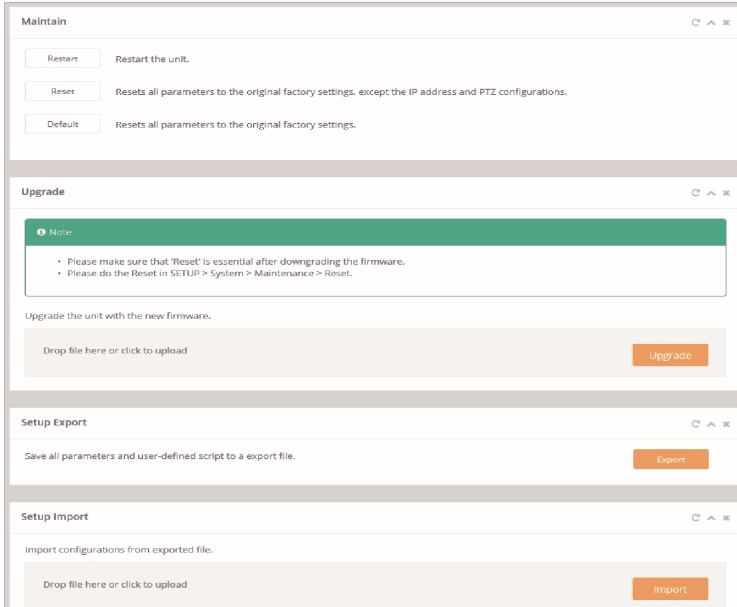 Maintain
Restart Restart the unit.
Reset Resets all parameters to the original factory settings, except the IP address and PTZ configurations.
Default Resets all parameters to the original factory settings.
Upgrade
Note
• Please make sure that 'Reset' is essential after downgrading the firmware.
• Please do the Reset in SETUP > System > Maintenance > Reset.
Upgrade the unit with the new firmware.
Drop file here or click to upload
Upgrade
Setup Export
Save all parameters and user-defined script to a export file.
Export
Setup Import
Import configurations from exported file.
Drop file here or click to upload
Import